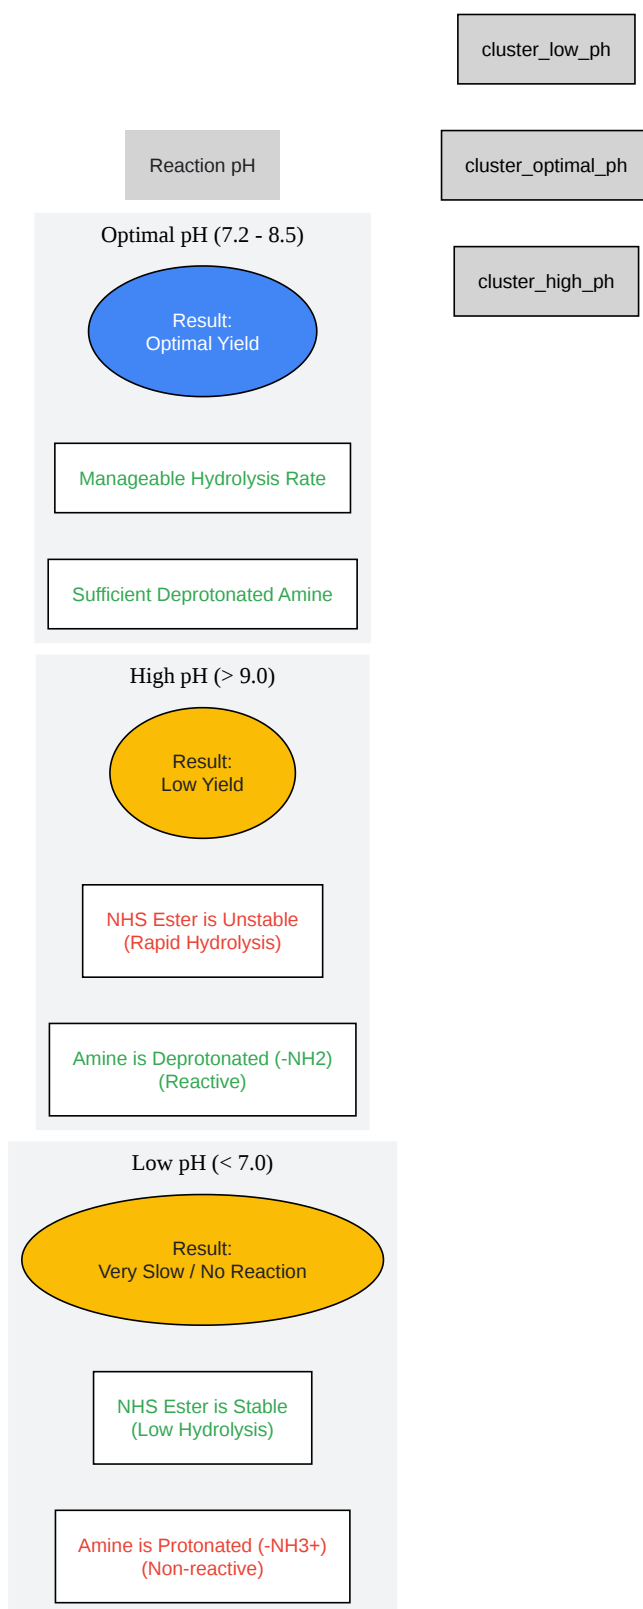 cluster_low_ph
Reaction pH
cluster_optimal_ph
cluster_high_ph
Optimal pH (7.2 - 8.5)
Result:
Optimal Yield
Manageable Hydrolysis Rate
Sufficient Deprotonated Amine
High pH (> 9.0)
Result:
Low Yield
NHS Ester is Unstable
(Rapid Hydrolysis)
Amine is Deprotonated (-NH2)
(Reactive)
Low pH (< 7.0)
Result:
Very Slow / No Reaction
NHS Ester is Stable
(Low Hydrolysis)
Amine is Protonated (-NH3+)
(Non-reactive)